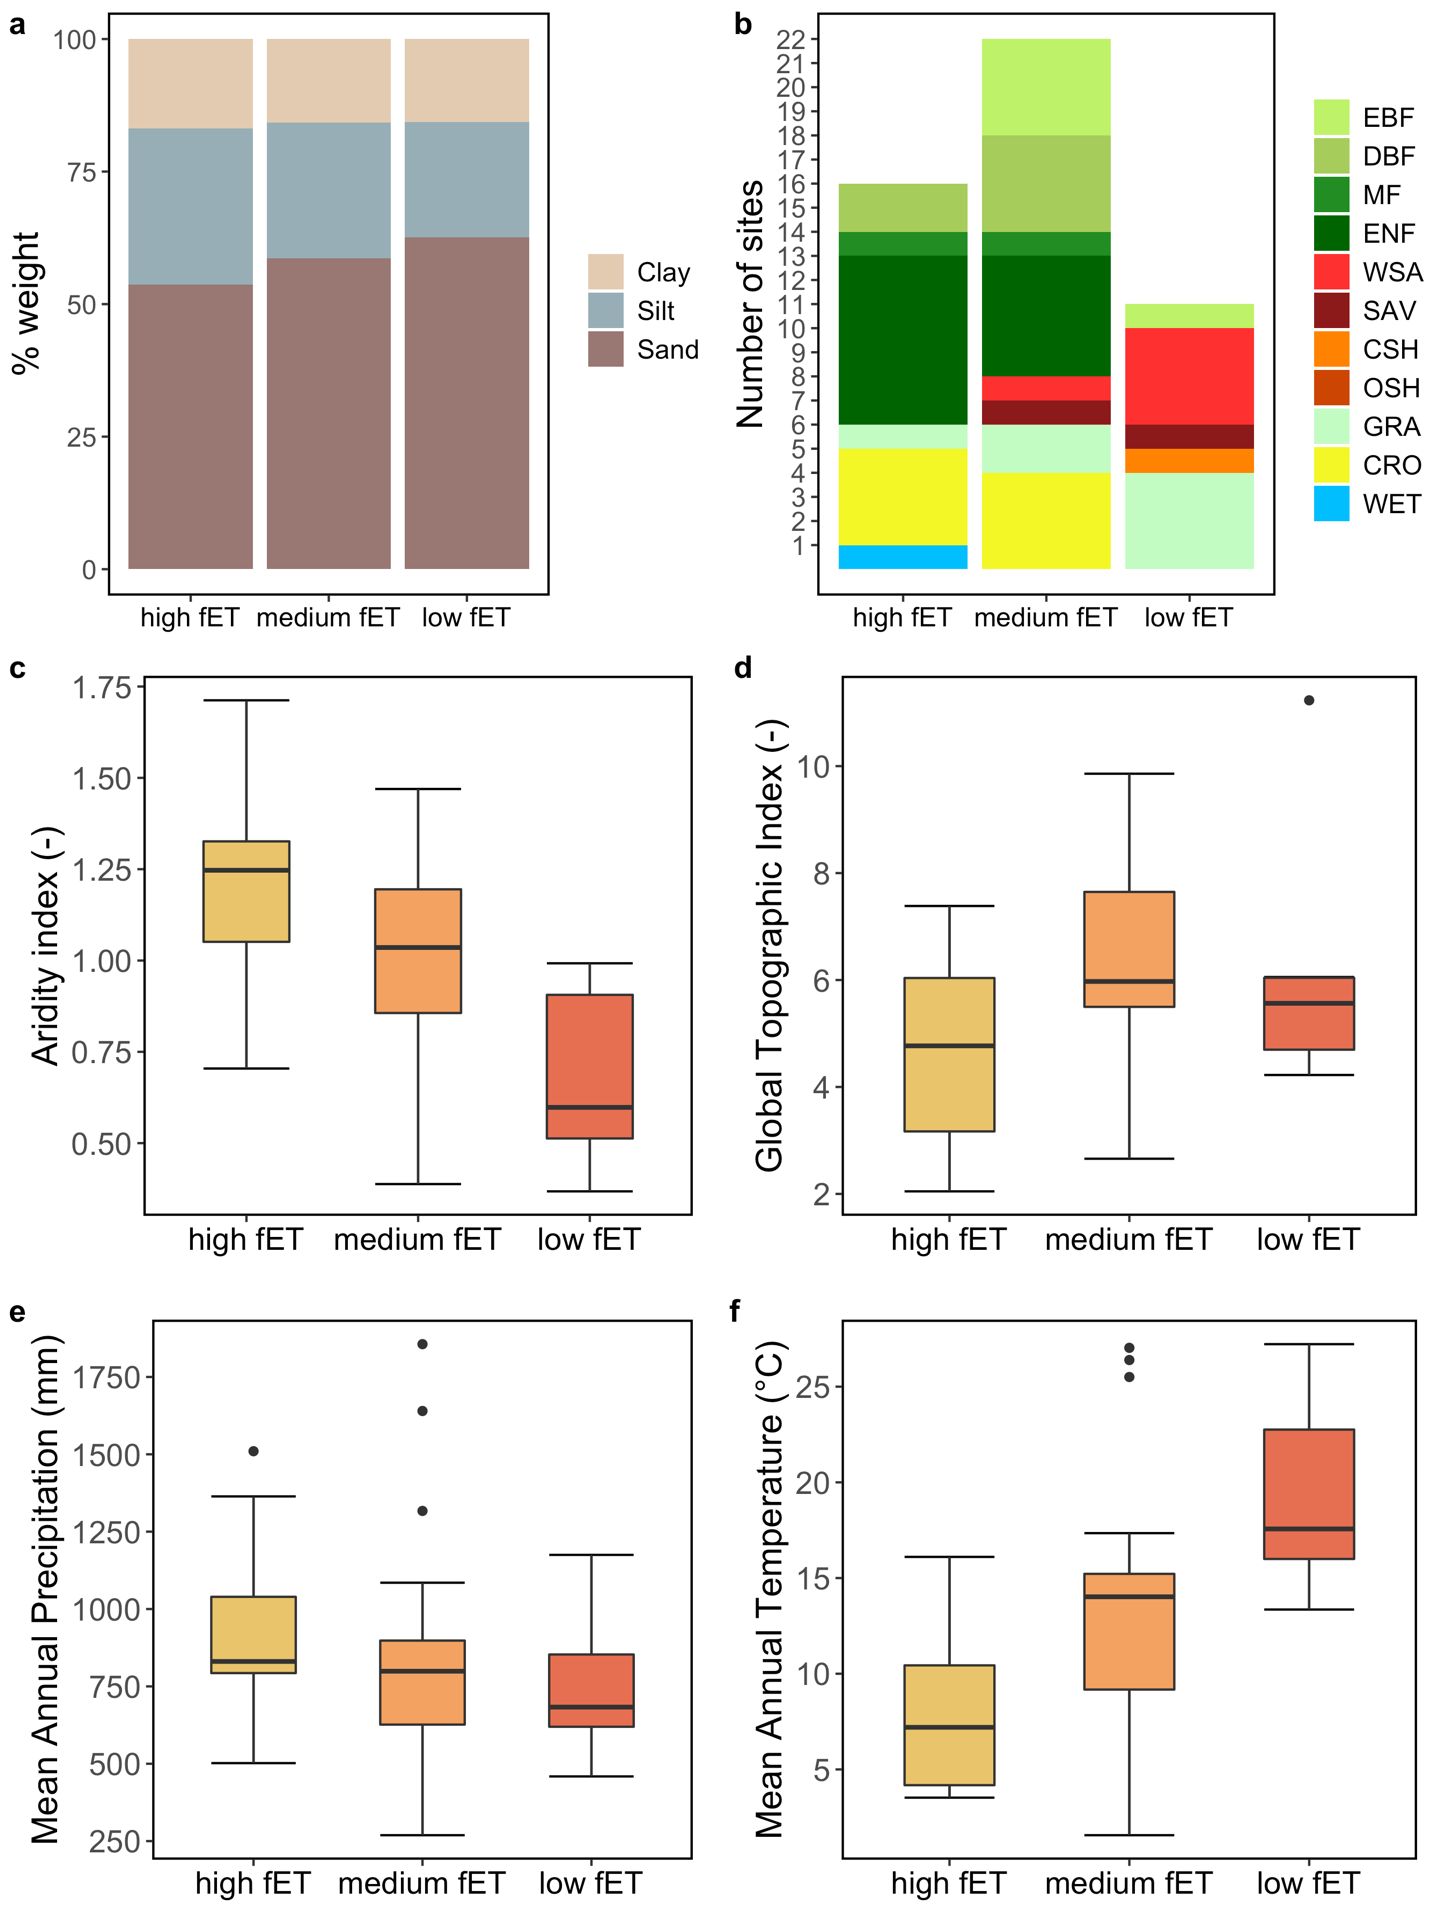 a
% weight
100
75
50
25
0
high fET medium fET low fET
Clay
Silt
Sand
b
Number of sites
22
21
20
19
18
17
16
15
14
13
12
11
10
9
8
7
6
5
4
3
2
1
high fET medium fET low fET
EBF
DBF
MF
ENF
WSA
SAV
CSH
OSH
GRA
CRO
WET
c
Aridity index (-)
1.75
1.50
1.25
1.00
0.75
0.50
high fET medium fET low fET
d
Global Topographic Index (-)
10
8
6
4
2
high fET medium fET low fET
e
Mean Annual Precipitation (mm)
1750
1500
1250
1000
750
500
250
high fET medium fET low fET
f
Mean Annual Temperature (°C)
25
20
15
10
5
high fET medium fET low fET